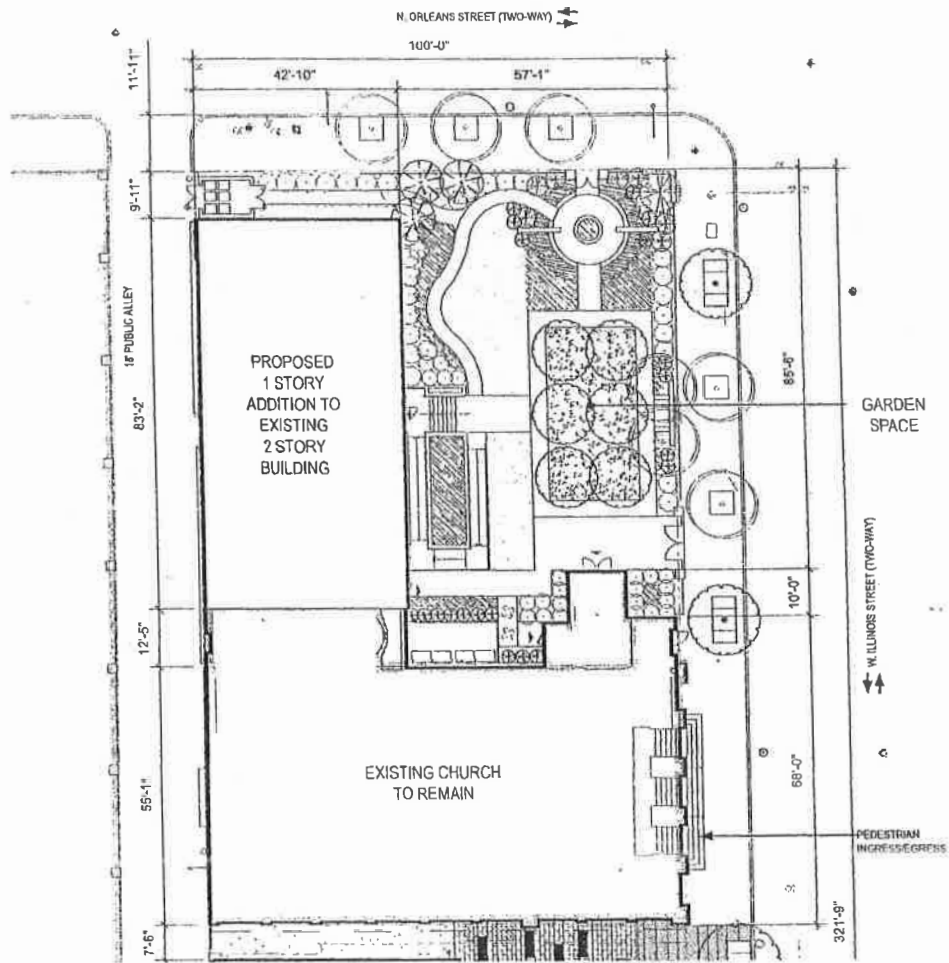 N. ORLEANS STREET (TWO-WAY)
100'-0"
42'-10"
57'-1"
11'-11"
9'-11"
18' PUBLIC ALLEY
83'-2"
PROPOSED
1 STORY
ADDITION TO
EXISTING
2 STORY
BUILDING
85'-6"
GARDEN
SPACE
W. ILLINOIS STREET (TWO-WAY)
10'-0"
12'-5"
55'-1"
EXISTING CHURCH
TO REMAIN
68'-0"
PEDESTRIAN
INGRESS/EGRESS
321'-9"
7'-6"